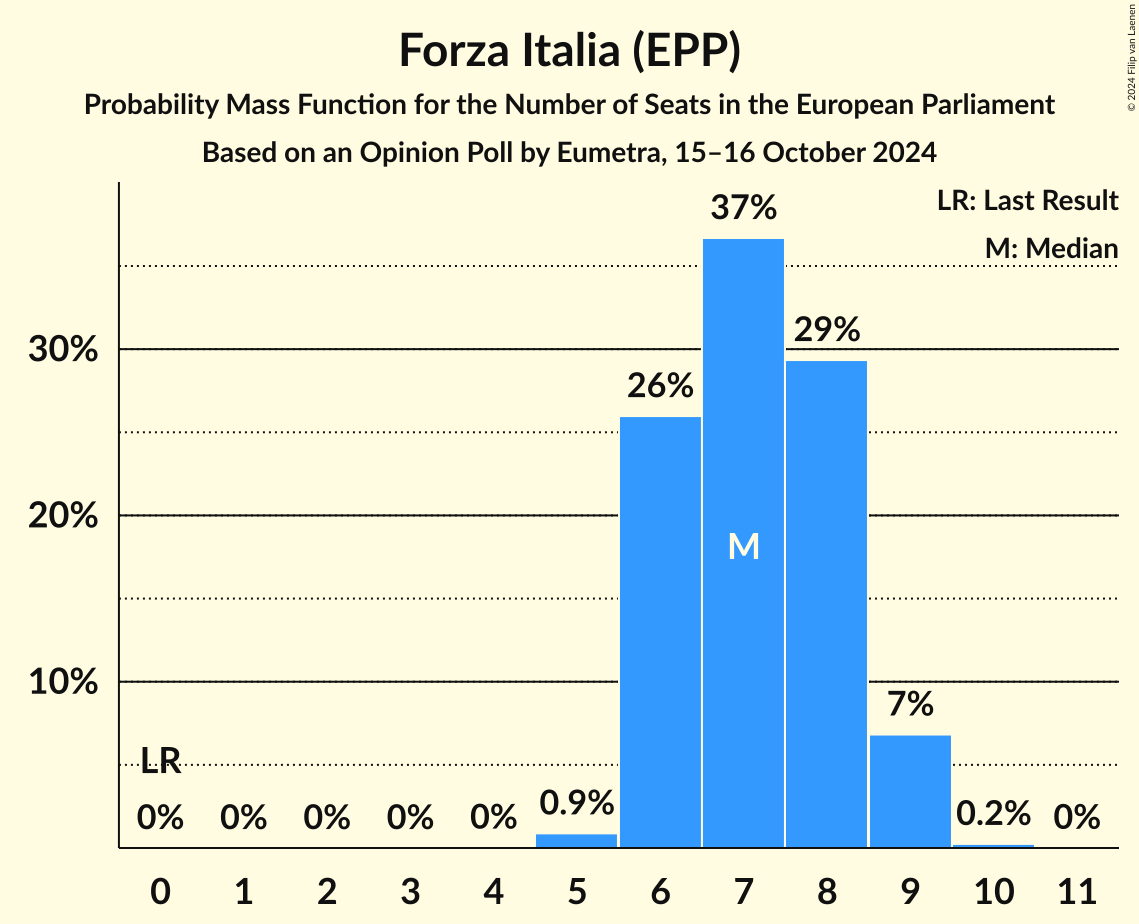 Forza Italia (EPP)
Probability Mass Function for the Number of Seats in the European Parliament
Based on an Opinion Poll by Eumetra, 15–16 October 2024
© 2024 Filip van Laenen
LR: Last Result
M: Median
37%
29%
26%
30%
20%
M
10%
7%
LR
0%
0%
0%
0%
0%
0.9%
0.2%
0%
0 1 2 3 4 5 6 7 8 9 10 11